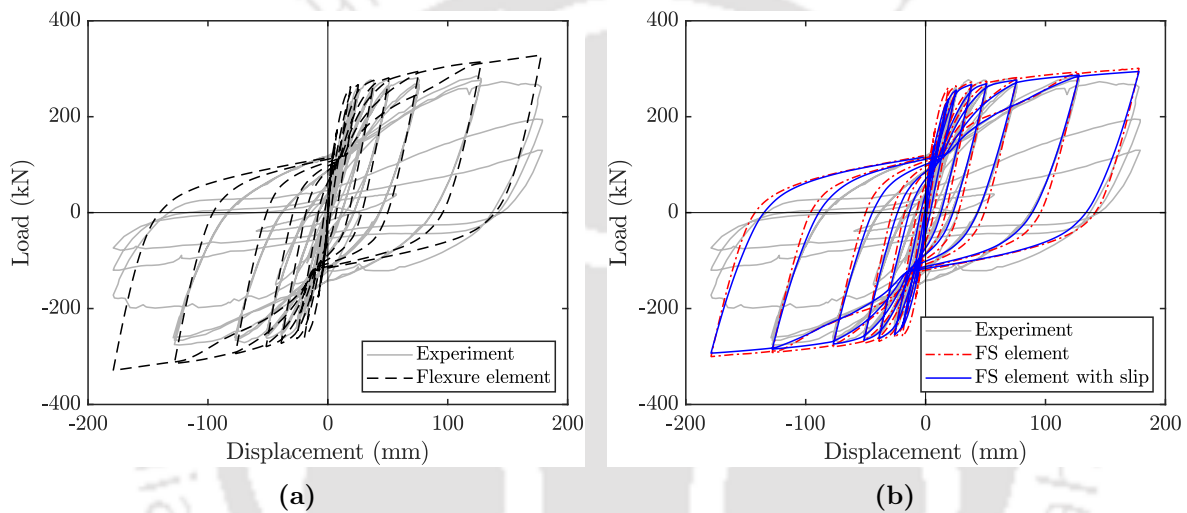 400
200
0
-200
-400
Load (kN)
-200 -100 0 100 200
Displacement (mm)
Experiment
Flexure element
(a)
400
200
0
-200
-400
Load (kN)
-200 -100 0 100 200
Displacement (mm)
Experiment
FS element
FS element with slip
(b)